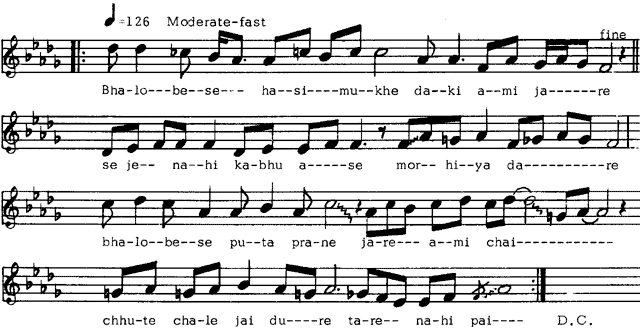 ♩=126 Moderate-fast
fine
Bha-lo---be--se-- ha--si----mu--khe da--ki a--mi ja------re
se je-- na--hi ka-bhu a-----se mor--hi--ya da---------re
bha-lo--be--se pu--ta pra-ne ja-re--- a--mi chai------------
chhu-te cha-le jai du----re ta-re-- na-hi pai---- D.C.